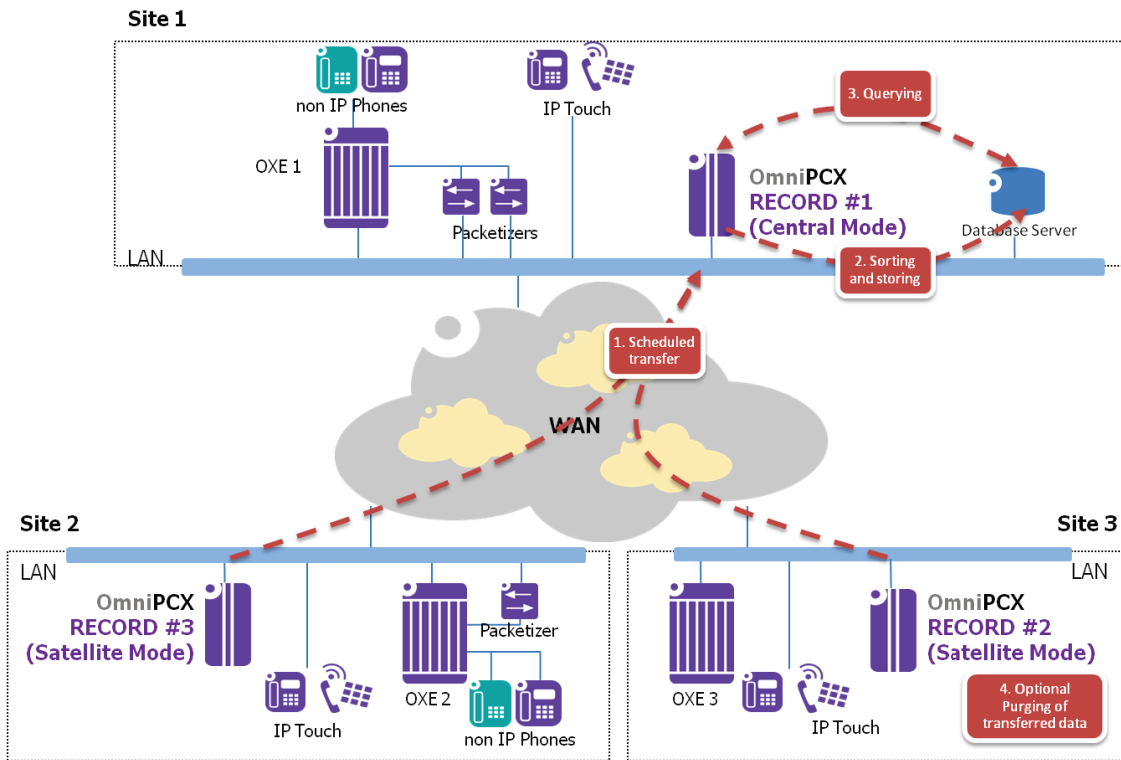 Site 1
non IP Phones
IP Touch
3. Querying
OXE 1
OmniPCX
RECORD #1
(Central Mode)
Packetizers
Database Server
LAN
2. Sorting
and storing
1. Scheduled
transfer
WAN
Site 2
Site 3
LAN
LAN
OmniPCX
RECORD #3
(Satellite Mode)
Packetizer
OmniPCX
RECORD #2
(Satellite Mode)
OXE 2
IP Touch
non IP Phones
OXE 3
IP Touch
4. Optional
Purging of
transferred data